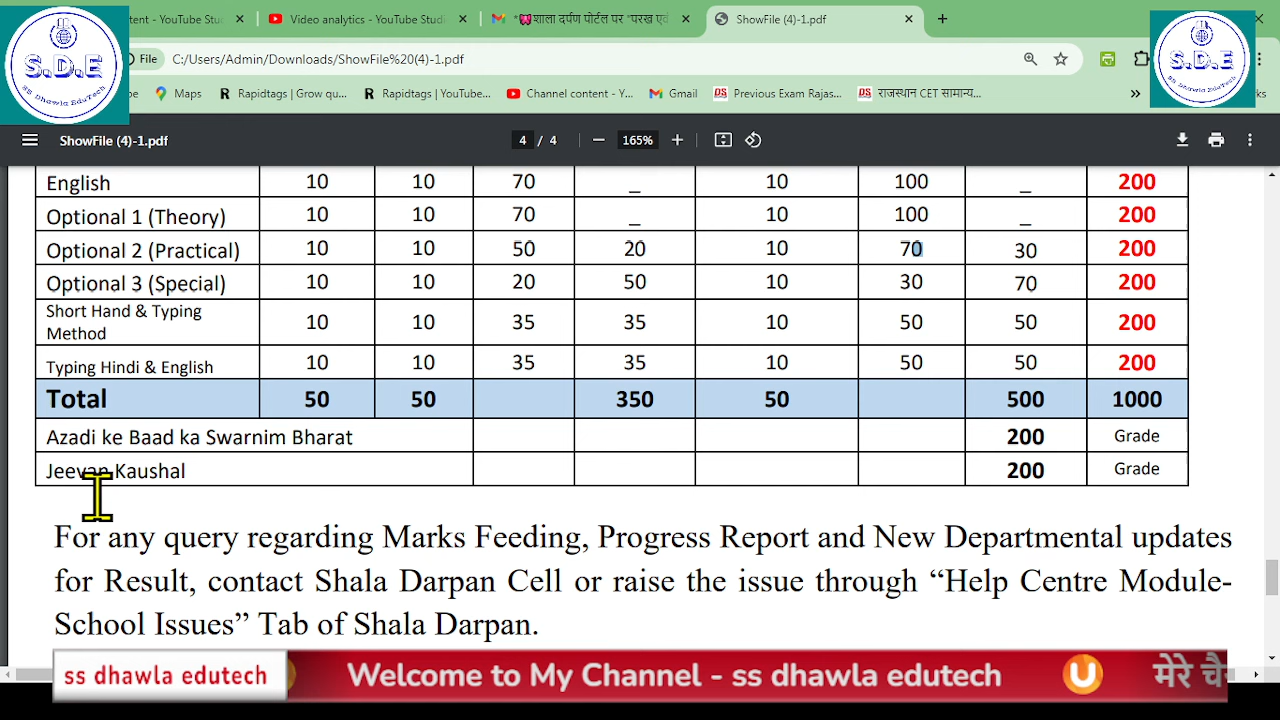 ntent - YouTube Stu
Video analytics - YouTube Studi
*शाला दर्पण पोर्टल पर *परख एवं
ShowFile (4)-1.pdf
S.D.E
SS Dhawla EduTech
S.D.E
SS Dhawla EduTech
File
C:/Users/Admin/Downloads/ShowFile%20(4)-1.pdf
Maps
Rapidtags | Grow qu...
Rapidtags | YouTube...
Channel content - Y...
Gmail
Previous Exam Rajas...
राजस्थान CET सामान्य...
ShowFile (4)-1.pdf
4 / 4
165%
English 10 10 70 _ 10 100 _ 200
Optional 1 (Theory) 10 10 70 _ 10 100 _ 200
Optional 2 (Practical) 10 10 50 20 10 70 30 200
Optional 3 (Special) 10 10 20 50 10 30 70 200
Short Hand & Typing
Method 10 10 35 35 10 50 50 200
Typing Hindi & English 10 10 35 35 10 50 50 200
Total 50 50 350 50 500 1000
Azadi ke Baad ka Swarnim Bharat 200 Grade
Jeevan Kaushal 200 Grade
For any query regarding Marks Feeding, Progress Report and New Departmental updates
for Result, contact Shala Darpan Cell or raise the issue through “Help Centre Module-
School Issues” Tab of Shala Darpan.
ss dhawla edutech
Welcome to My Channel - ss dhawla edutech
मेरे चै